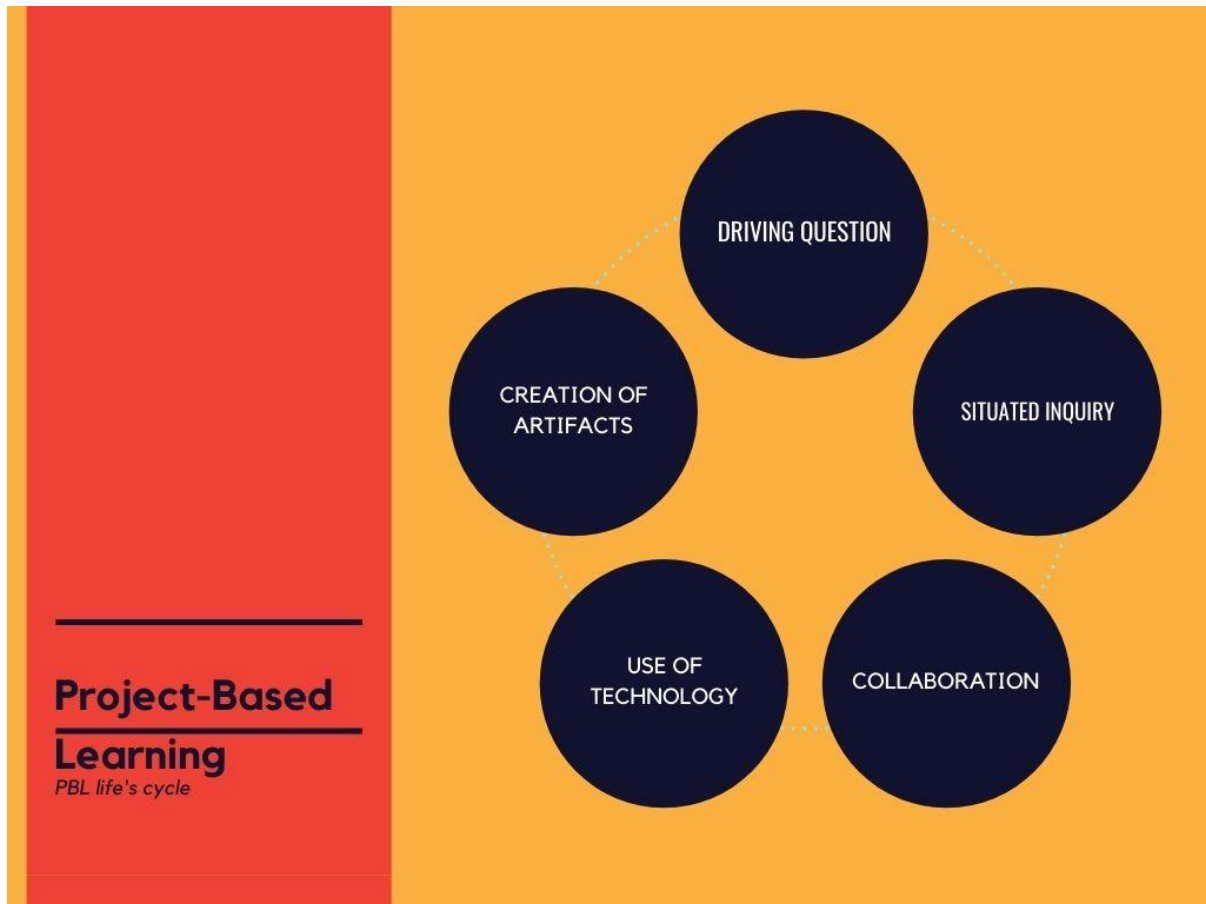 Project-Based
Learning
PBL life's cycle
DRIVING QUESTION
SITUATED INQUIRY
COLLABORATION
USE OF
TECHNOLOGY
CREATION OF
ARTIFACTS